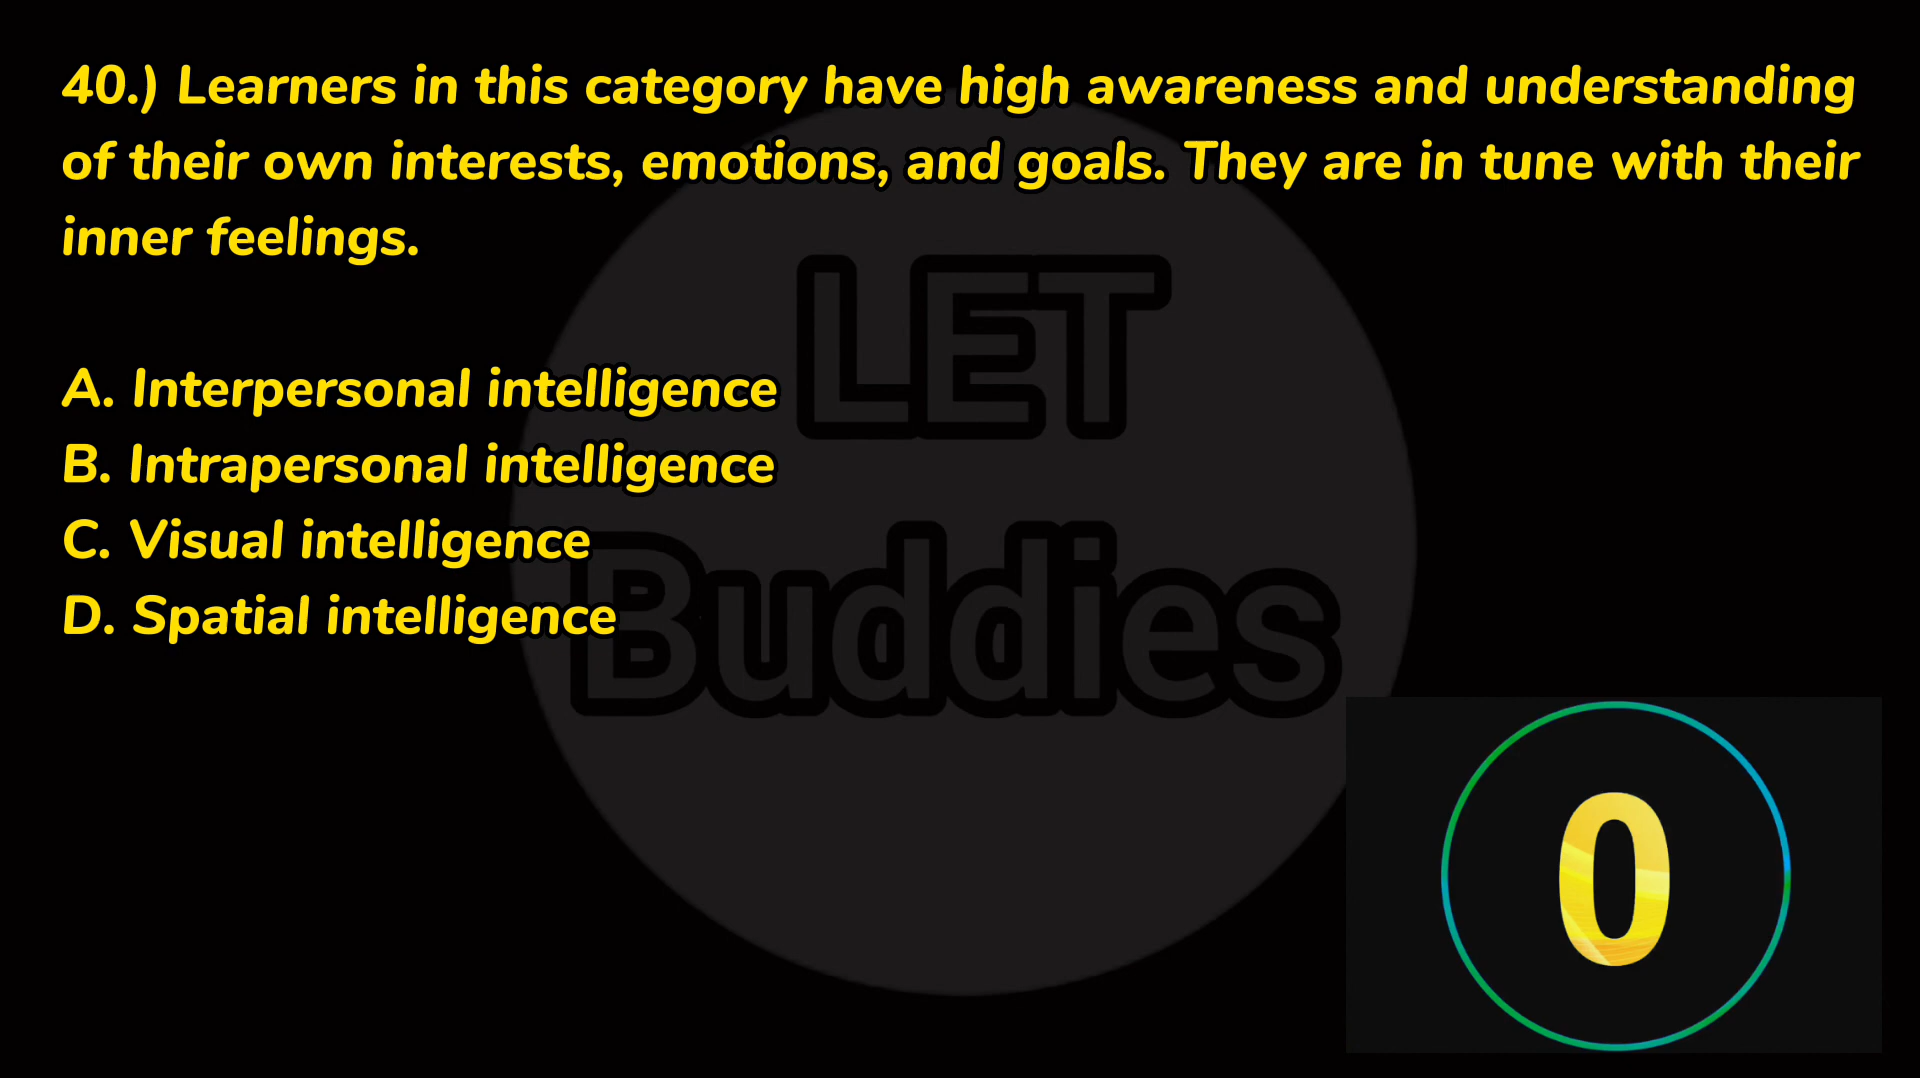 40.) Learners in this category have high awareness and understanding
of their own interests, emotions, and goals. They are in tune with their
inner feelings.
A. Interpersonal intelligence
B. Intrapersonal intelligence
C. Visual intelligence
D. Spatial intelligence
LET
Buddies
0